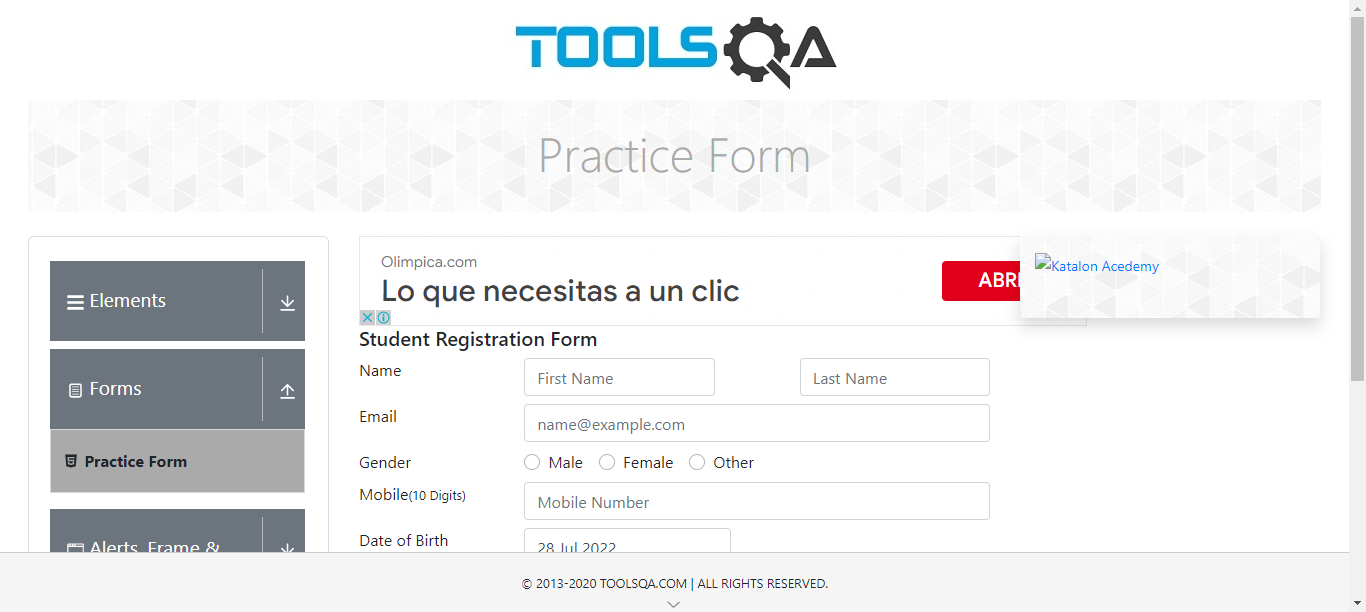 TOOLSQA
Practice Form
Elements
Forms
Practice Form
Alerts, Frame &
Olimpica.com
Lo que necesitas a un clic
ABRI
Katalon Acedemy
Student Registration Form
Name
First Name
Last Name
Email
name@example.com
Gender
Male
Female
Other
Mobile(10 Digits)
Mobile Number
Date of Birth
28 Jul 2022
© 2013-2020 TOOLSQA.COM | ALL RIGHTS RESERVED.